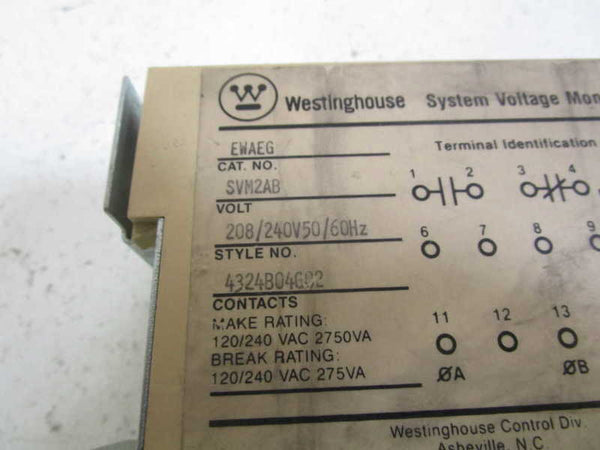 W Westinghouse System Voltage Mon
EWAEG
CAT. NO.
SVM2AB
VOLT
208/240V50/60Hz
STYLE NO.
4324B04G02
CONTACTS
MAKE RATING:
120/240 VAC 2750VA
BREAK RATING:
120/240 VAC 275VA
Terminal Identification
1 2 3 4
6 7 8 9
11 12 13
ØA ØB
Westinghouse Control Div.
Asheville, N.C.